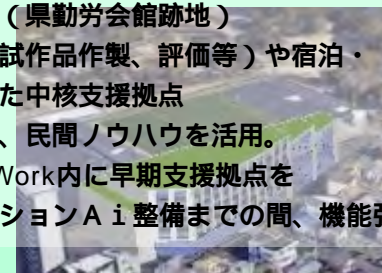 （県勤労会館跡地）
試作品作製、評価等）や宿泊・
た中核支援拠点
、民間ノウハウを活用。
Work内に早期支援拠点を
ションＡｉ整備までの間、機能強